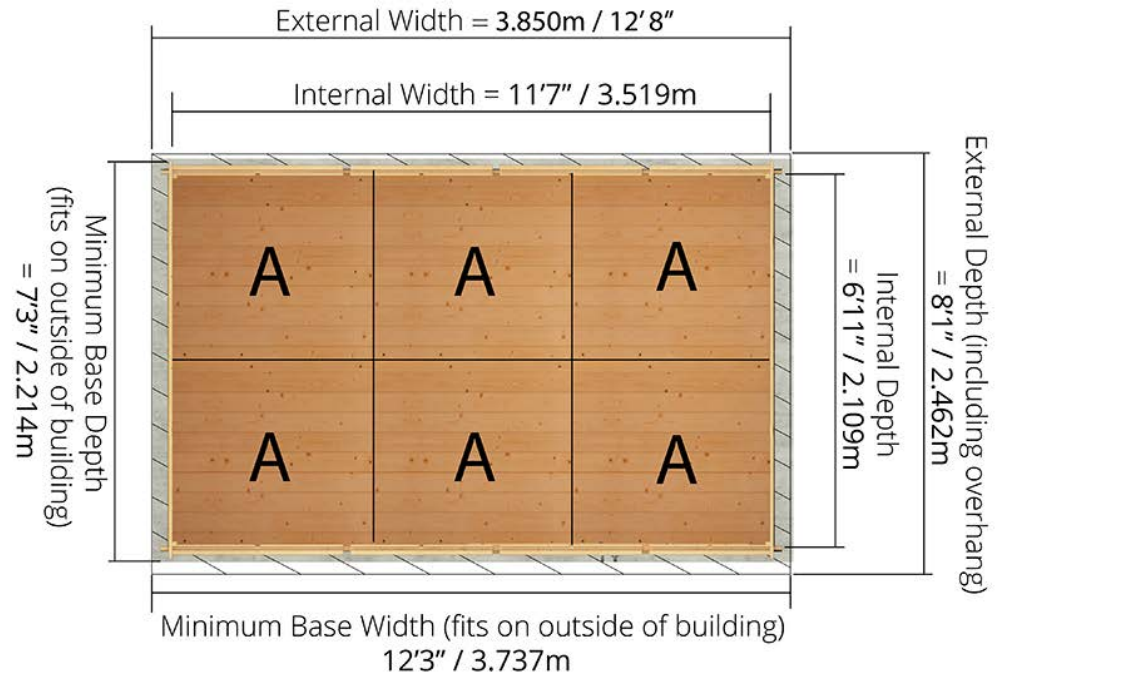 External Width = 3.850m / 12'8"
Internal Width = 11'7" / 3.519m
Minimum Base Depth
(fits on outside of building)
= 7'3" / 2.214m
A A A
A A A
Internal Depth
= 6'11" / 2.109m
External Depth (including overhang)
= 8'1" / 2.462m
Minimum Base Width (fits on outside of building)
12'3" / 3.737m